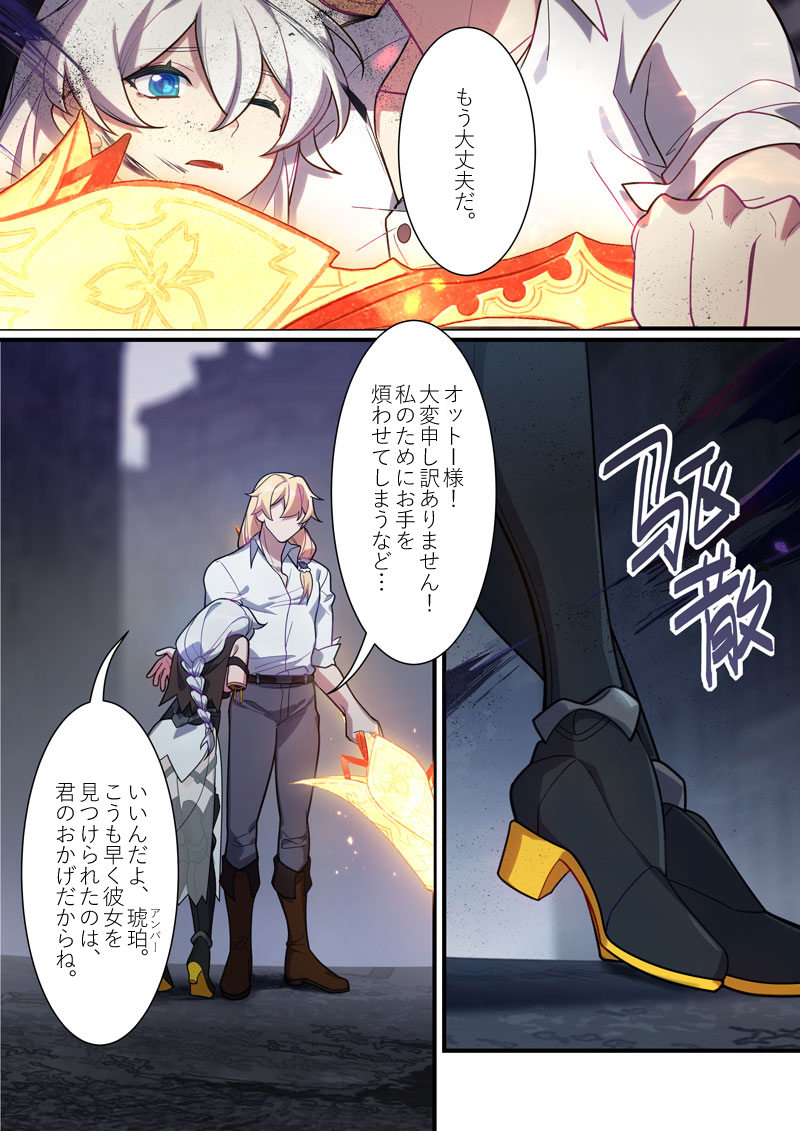 もう大丈夫だ。
驱散
オットー様！
大変申し訳ありません！
私のためにお手を
煩わせてしまうなど…
いいんだよ、琥珀。
アンバー
こうも早く彼女を
見つけられたのは、
君のおかげだからね。